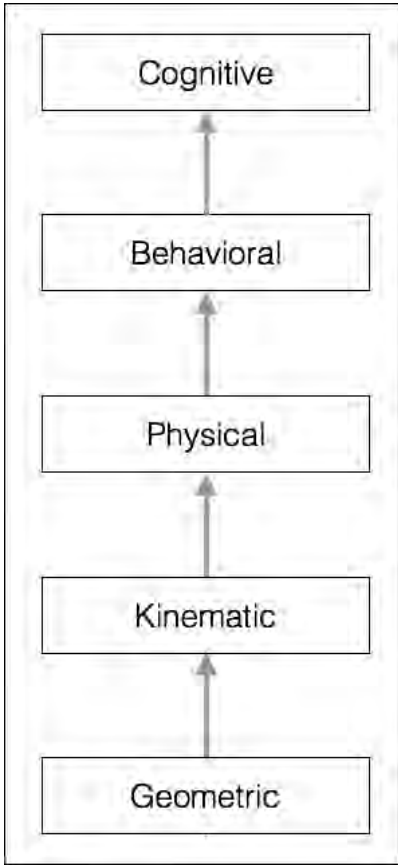 Cognitive
Behavioral
Physical
Kinematic
Geometric